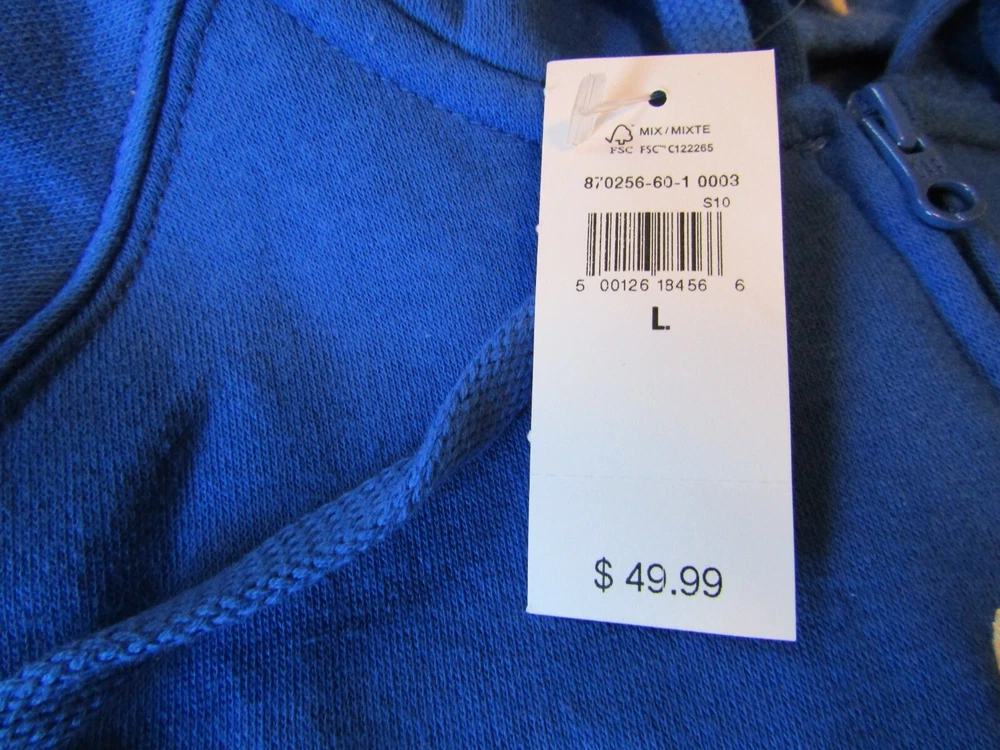 MIX / MIXTE
FSC FSC™ C122265
870256-60-1 0003
S10
5 00126 18456 6
L.
$ 49.99